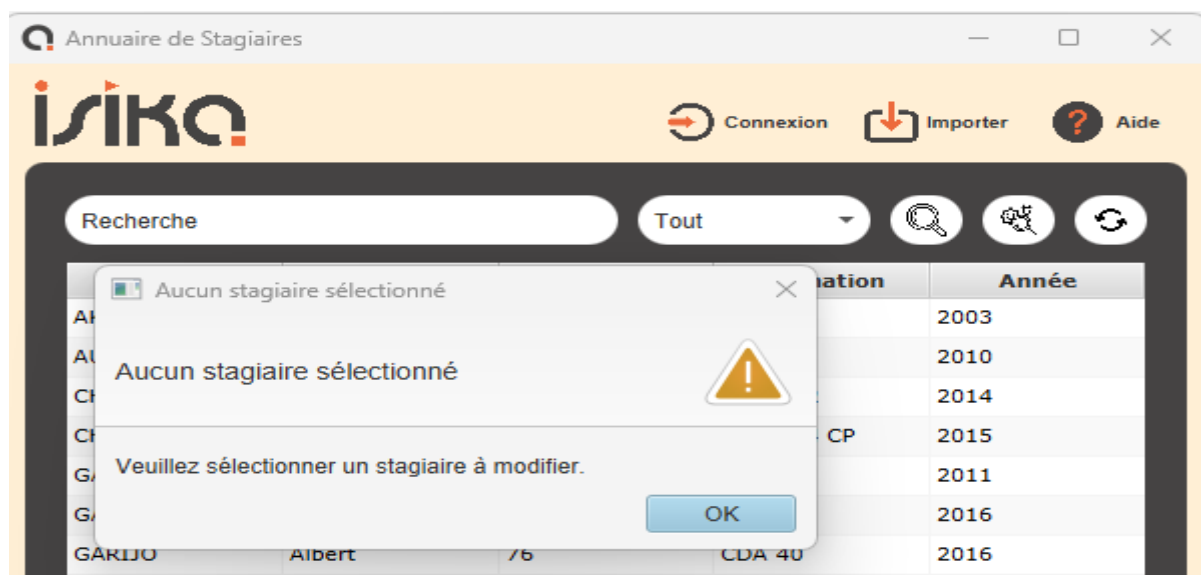 Annuaire de Stagiaires
isika
Connexion Importer Aide
Recherche Tout
Aucun stagiaire sélectionné
Année
2003
Aucun stagiaire sélectionné
2010
2014
CP 2015
Veuillez sélectionner un stagiaire à modifier.
2011
OK
2016
GARIJO Albert 76 CDA 40 2016